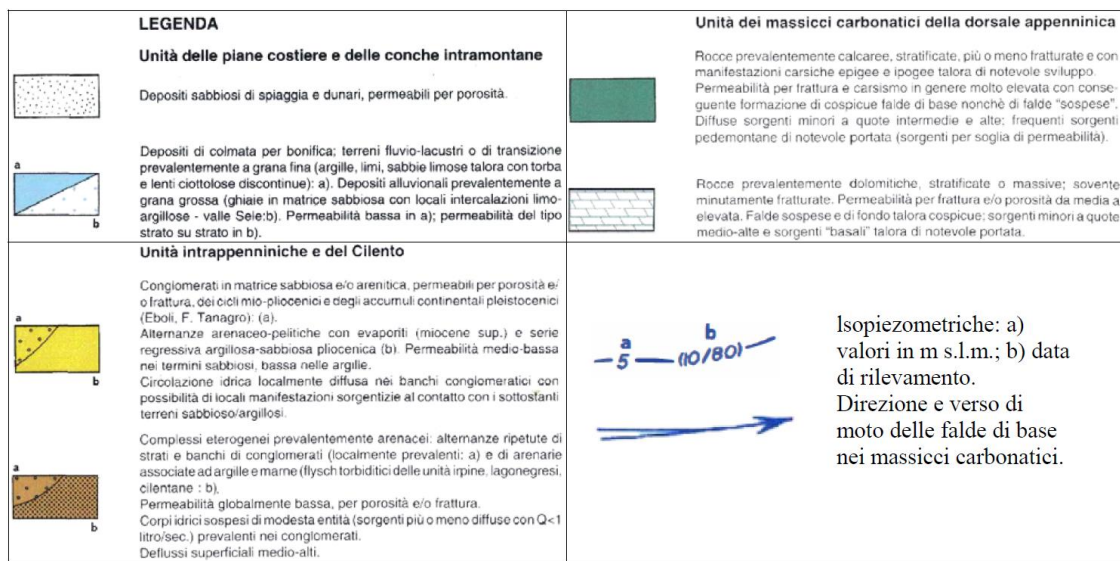 LEGENDA
Unità delle piane costiere e delle conche intramontane
Depositi sabbiosi di spiaggia e dunari, permeabili per porosità.
a
Depositi di colmata per bonifica; terreni fluvio-lacustri o di transizione
prevalentemente a grana fina (argille, limi, sabbie limose talora con torba
e lenti ciottolose discontinue): a). Depositi alluvionali prevalentemente a
grana grossa (ghiaie in matrice sabbiosa con locali intercalazioni limo-
argillose - valle Sele:b). Permeabilità bassa in a); permeabilità del tipo
strato su strato in b).
b
Unità dei massicci carbonatici della dorsale appenninica
Rocce prevalentemente calcaree, stratificate, più o meno fratturate e con
manifestazioni carsiche epigee e ipogee talora di notevole sviluppo.
Permeabilità per frattura e carsismo in genere molto elevata con conse-
guente formazione di cospicue falde di base nonchè di falde "sospese".
Diffuse sorgenti minori a quote intermedie e alte; frequenti sorgenti
pedemontane di notevole portata (sorgenti per soglia di permeabilità).
Rocce prevalentemente dolomitiche, stratificate o massive; sovente
minutamente fratturate. Permeabilità per frattura e/o porosità da media a
elevata. Falde sospese e di fondo talora cospicue; sorgenti minori a quote
medio-alte e sorgenti "basali" talora di notevole portata.
Unità intrappenniniche e del Cilento
a
Conglomerati in matrice sabbiosa e/o arenitica, permeabili per porosità e/
o frattura, dei cicli mio-pliocenici e degli accumuli continentali pleistocenici
(Eboli, F. Tanagro): (a).
Alternanze arenaceo-pelitiche con evaporiti (miocene sup.) e serie
regressiva argillosa-sabbiosa pliocenica (b). Permeabilità medio-bassa
nei termini sabbiosi, bassa nelle argille.
Circolazione idrica localmente diffusa nei banchi conglomeratici con
possibilità di locali manifestazioni sorgentizie al contatto con i sottostanti
terreni sabbioso/argillosi.
b
a
Complessi eterogenei prevalentemente arenacei: alternanze ripetute di
strati e banchi di conglomerati (localmente prevalenti: a) e di arenarie
associate ad argille e marne (flysch torbiditici delle unità irpine, lagonegresi,
cilentane : b).
Permeabilità globalmente bassa, per porosità e/o frattura.
Corpi idrici sospesi di modesta entità (sorgenti più o meno diffuse con Q<1
litro/sec.) prevalenti nei conglomerati.
Deflussi superficiali medio-alti.
b
a b
5 (10/80)
Isopiezometriche: a)
valori in m s.l.m.; b) data
di rilevamento.
Direzione e verso di
moto delle falde di base
nei massicci carbonatici.